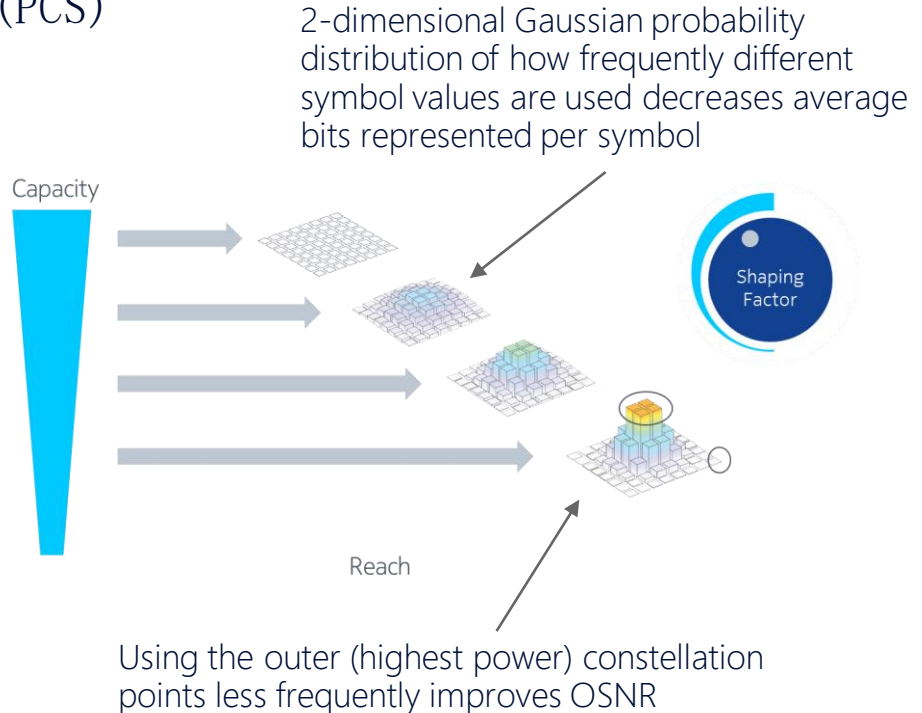 (PCS)
2-dimensional Gaussian probability
distribution of how frequently different
symbol values are used decreases average
bits represented per symbol
Capacity
Shaping
Factor
Reach
Using the outer (highest power) constellation
points less frequently improves OSNR